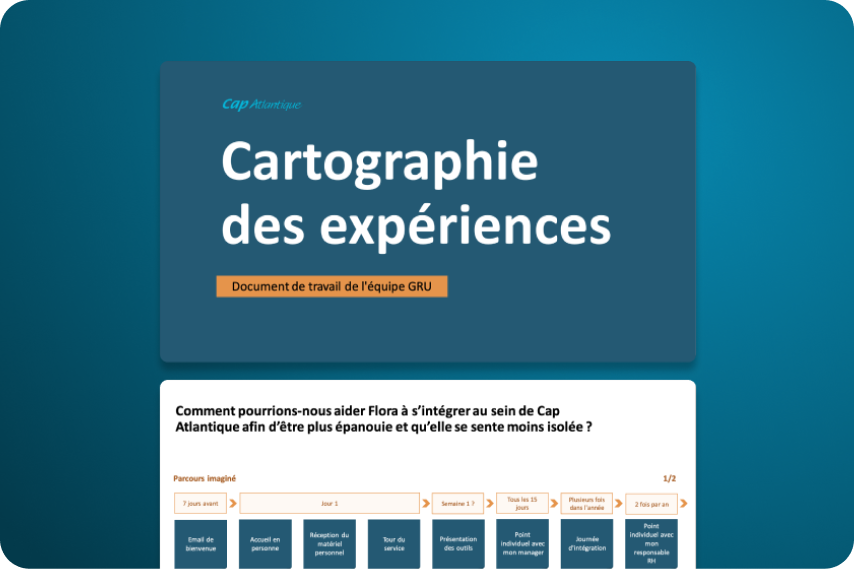 Cap Atlantique
Cartographie
des expériences
Document de travail de l'équipe GRU
Comment pourrions-nous aider Flora à s'intégrer au sein de Cap
Atlantique afin d'être plus épanouie et qu'elle se sente moins isolée ?
Parcours imaginé
1/2
7 jours avant
Jour 1
Semaine 1 ?
Tous les 15
jours
Plusieurs fois
dans l'année
2 fois par an
Email de
bienvenue
Accueil en
personne
Réception du
matériel
personnel
Tour du
service
Présentation
des outils
Point
individuel avec
mon manager
Journée
d'intégration
Point
individuel avec
mon
responsable
RH